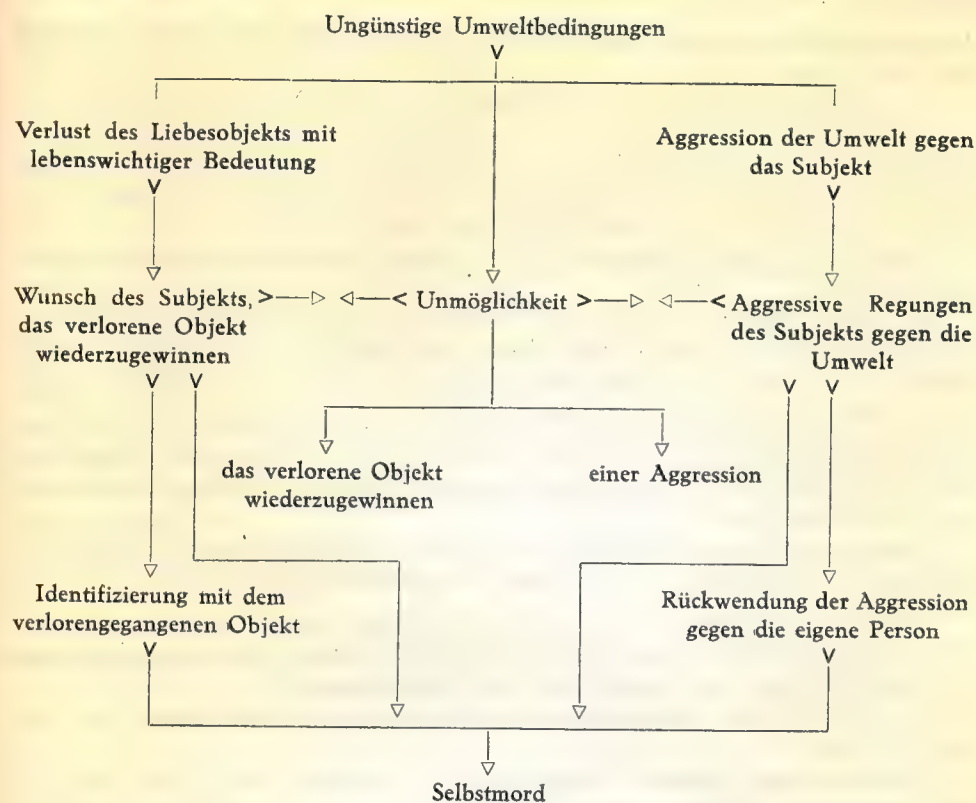 Ungünstige Umweltbedingungen
Verlust des Liebesobjekts mit
lebenswichtiger Bedeutung
Aggression der Umwelt gegen
das Subjekt
Wunsch des Subjekts,
das verlorene Objekt
wiederzugewinnen
Unmöglichkeit
Aggressive Regungen
des Subjekts gegen die
Umwelt
das verlorene Objekt
wiederzugewinnen
einer Aggression
Identifizierung mit dem
verlorengegangenen Objekt
Rückwendung der Aggression
gegen die eigene Person
Selbstmord